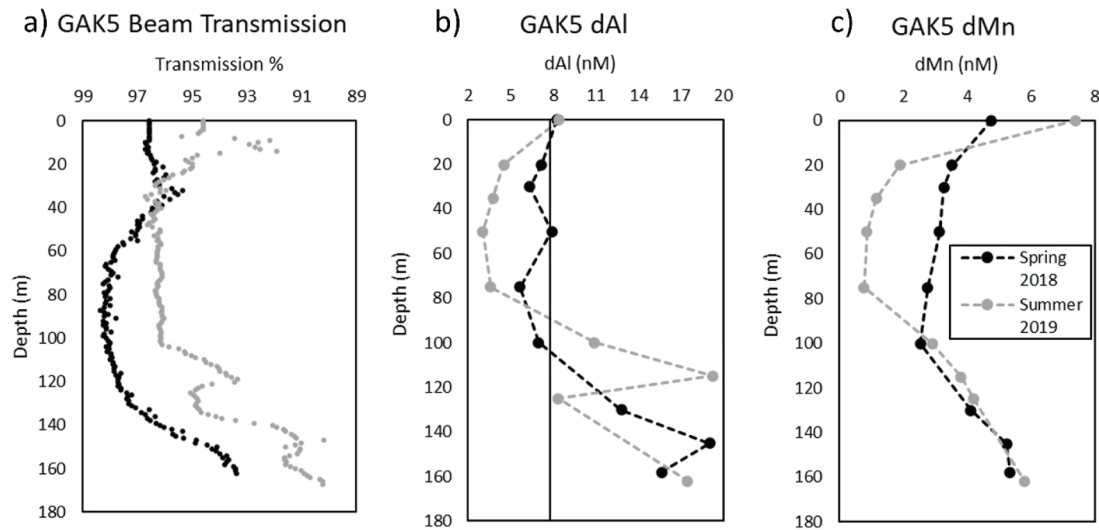 a) GAK5 Beam Transmission
Transmission %
99 97 95 93 91 89
0
20
40
60
80
100
120
140
160
180
Depth (m)
b) GAK5 dAl
dAl (nM)
2 5 8 11 14 17 20
0
20
40
60
80
100
120
140
160
180
Depth (m)
c) GAK5 dMn
dMn (nM)
0 2 4 6 8
0
20
40
60
80
100
120
140
160
180
Depth (m)
Spring
2018
Summer
2019